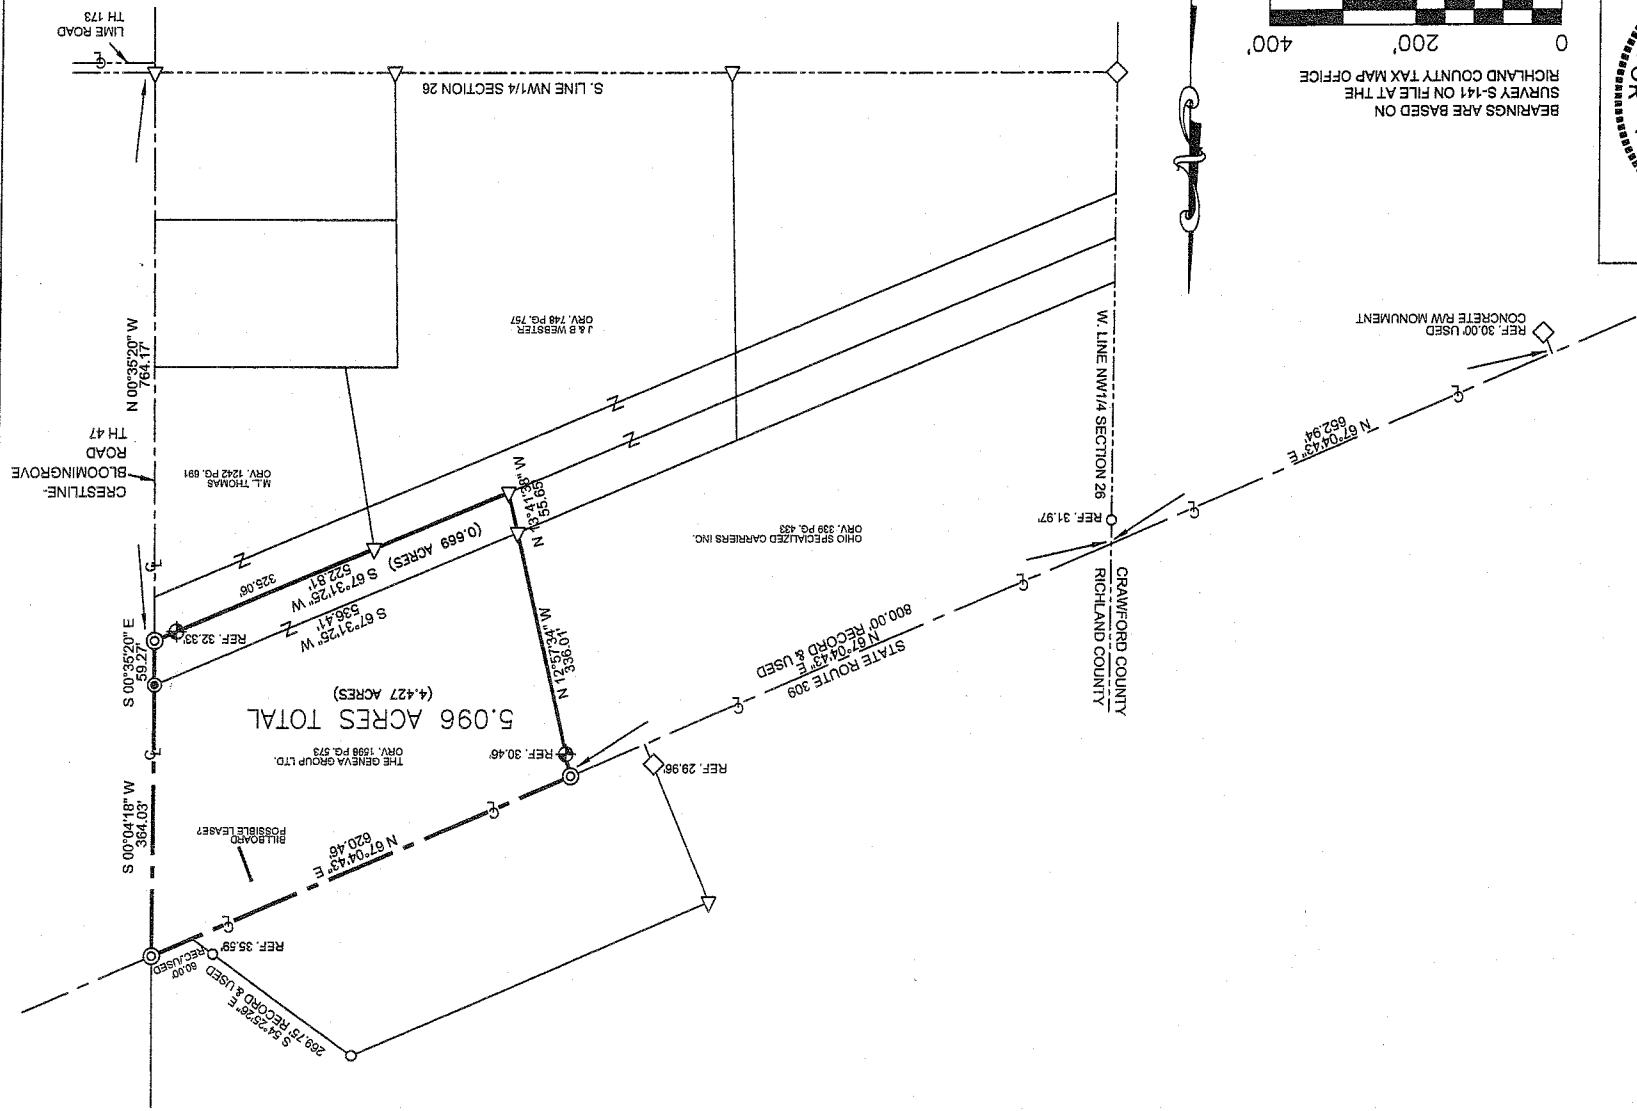 269.75' RECORD & USED
S 54°25'26" E
60.00'
REC./USED
REF. 35.59'
N 67°04'43" E
620.46'
BILLBOARD
POSSIBLE LEASE?
S 00°04'18" W
364.03'
THE GENEVA GROUP LTD.
ORV. 1598 PG. 573
5.096 ACRES TOTAL
(4.427 ACRES)
REF. 30.46'
REF. 29.96'
N 12°57'34" W
336.01'
STATE ROUTE 309
N 67°04'43" E
800.00' RECORD & USED
CRAWFORD COUNTY
RICHLAND COUNTY
S 00°35'20" E
59.27'
REF. 32.33'
S 67°31'25" W
536.41'
S 67°31'25" W
522.81'
(0.669 ACRES)
325.06'
N 13°41'38" W
55.65'
OHIO SPECIALIZED CARRIERS INC.
ORV. 339 PG. 433
REF. 31.97'
W. LINE NW1/4 SECTION 26
N 67°04'43" E
652.94'
REF. 30.00' USED
CONCRETE R/W MONUMENT
CRESTLINE-
BLOOMINGROVE
ROAD
TH 47
M.L. THOMAS
ORV. 1242 PG. 691
N 00°35'20" W
764.17'
J & B WEBSTER
ORV. 748 PG. 757
S. LINE NW1/4 SECTION 26
LIME ROAD
TH 173
BEARINGS ARE BASED ON
SURVEY S-141 ON FILE AT THE
RICHLAND COUNTY TAX MAP OFFICE
0 200' 400'
OR